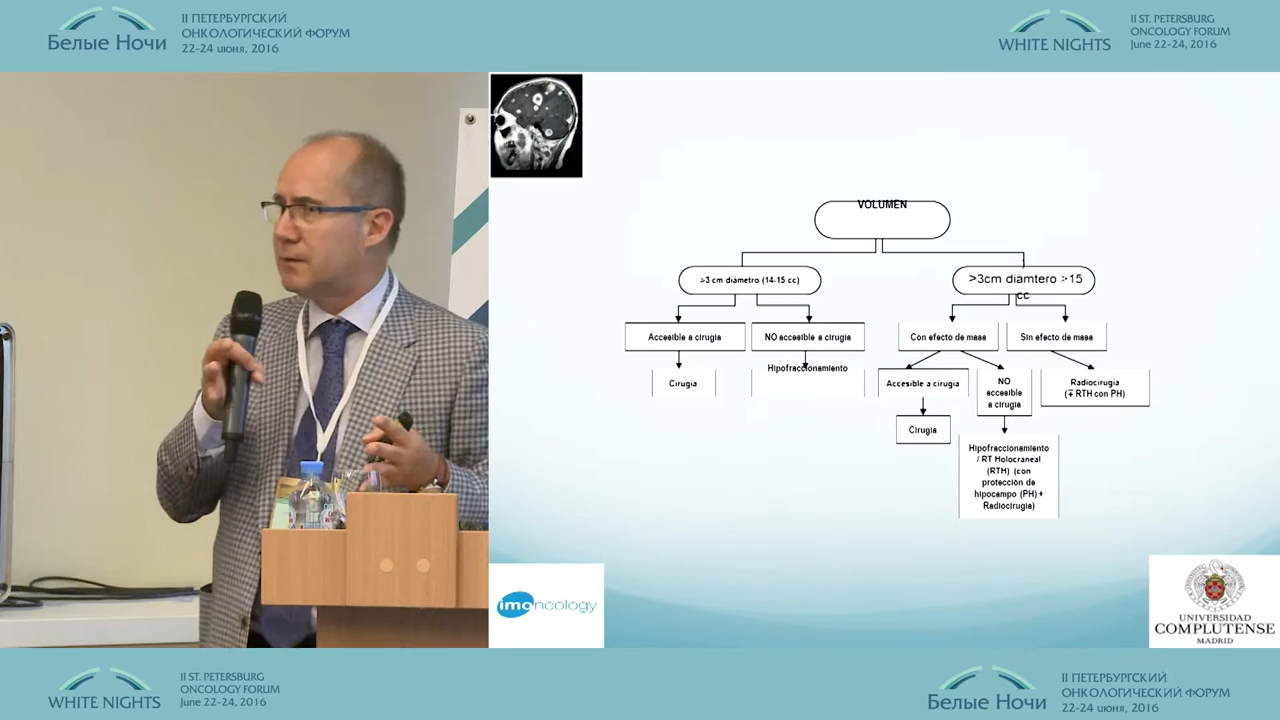 II ПЕТЕРБУРГСКИЙ
ОНКОЛОГИЧЕСКИЙ ФОРУМ
22-24 июня, 2016
Белые Ночи
II ST. PETERSBURG
ONCOLOGY FORUM
June 22-24, 2016
WHITE NIGHTS
VOLUMEN
>3 cm diámetro (14-15 cc)
>3cm diámtero >15
cc
Accesible a cirugia
NO accesible a cirugia
Con efecto de masa
Sin efecto de masa
Cirugia
Hipofraccionamiento
Accesible a cirugia
NO
accesible
a cirugia
Radiocirugia
(∓ RTH con PH)
Cirugia
Hipofraccionamiento
/ RT Holocraneal
(RTH) (con
protección de
hipocampo (PH) +
Radiocirugia)
imoncology
UNIVERSIDAD
COMPLUTENSE
MADRID
WHITE NIGHTS
II ST. PETERSBURG
ONCOLOGY FORUM
June 22-24, 2016
Белые Ночи
II ПЕТЕРБУРГСКИЙ
ОНКОЛОГИЧЕСКИЙ ФОРУМ
22-24 июня, 2016